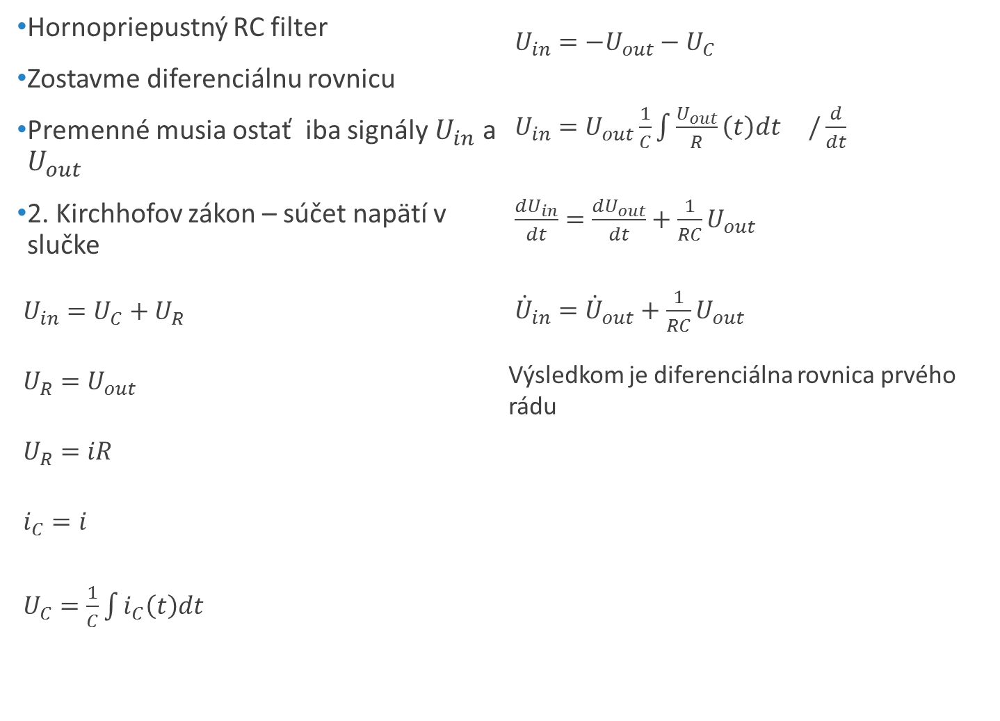 •Hornopriepustný RC filter
•Zostavme diferenciálnu rovnicu
•Premenné musia ostať  iba signály U_{in} a
U_{out}
•2. Kirchhofov zákon – súčet napätí v
slučke
U_{in} = U_C + U_R
U_R = U_{out}
U_R = iR
i_C = i
U_C = \frac{1}{C} ∫ i_C(t)dt
U_{in} = −U_{out} − U_C
U_{in} = U_{out} \frac{1}{C} ∫ \frac{U_{out}}{R} (t)dt    / \frac{d}{dt}
\frac{dU_{in}}{dt} = \frac{dU_{out}}{dt} + \frac{1}{RC} U_{out}
\dot{U}_{in} = \dot{U}_{out} + \frac{1}{RC} U_{out}
Výsledkom je diferenciálna rovnica prvého
rádu